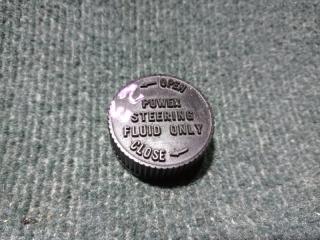 ← OPEN
POWER
STEERING
FLUID ONLY
CLOSE ←